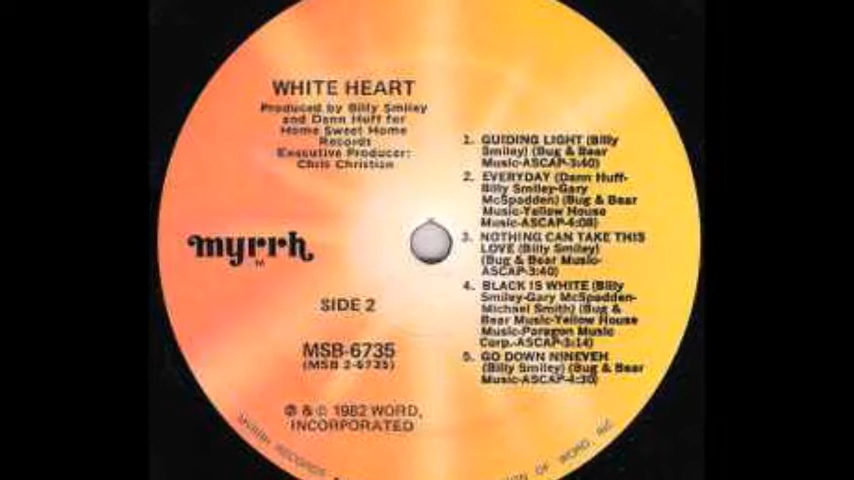 WHITE HEART
Produced by Billy Smiley
and Dann Huff for
Home Sweet Home
Records
Executive Producer:
Chris Christian
myrrh
SIDE 2
MSB-6735
(MSB 2-6735)
℗ & © 1982 WORD,
INCORPORATED
1. GUIDING LIGHT (Billy
Smiley) (Bug & Bear
Music-ASCAP-3:40)
2. EVERYDAY (Dann Huff-
Billy Smiley-Gary
McSpadden) (Bug & Bear
Music-Yellow House
Music-ASCAP-4:08)
3. NOTHING CAN TAKE THIS
LOVE (Billy Smiley)
(Bug & Bear Music-
ASCAP-3:40)
4. BLACK IS WHITE (Billy
Smiley-Gary McSpadden-
Michael Smith) (Bug &
Bear Music-Yellow House
Music-Paragon Music
Corp.-ASCAP-3:14)
5. GO DOWN NINEVEH
(Billy Smiley) (Bug & Bear
Music-ASCAP-4:30)
MYRRH RECORDS
OF WORD, INC.